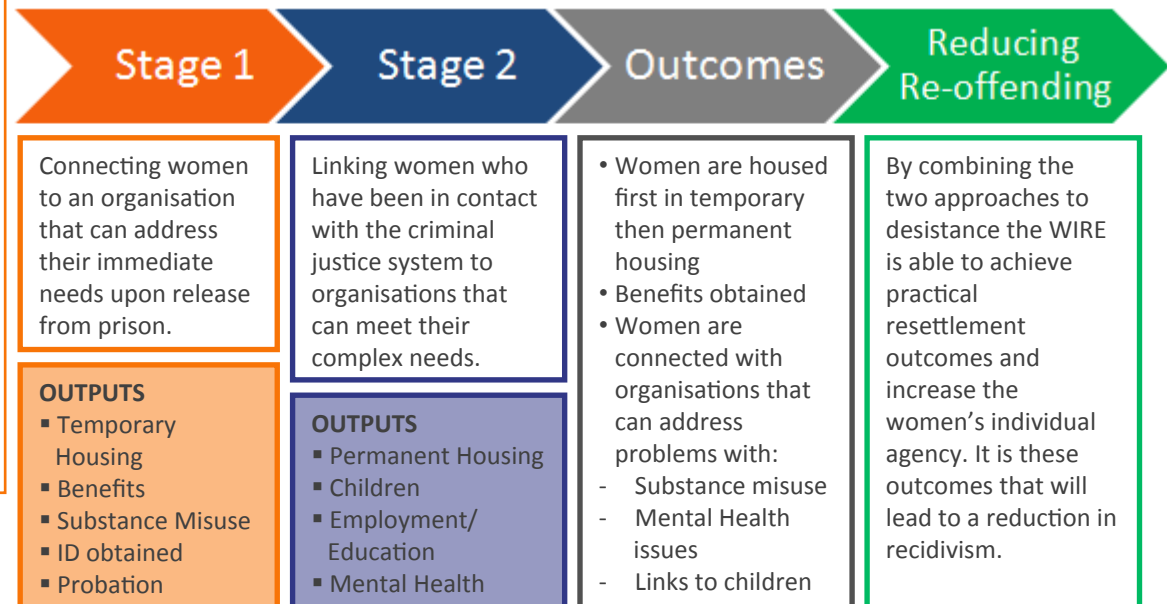 Stage 1
Stage 2
Outcomes
Reducing
Re-offending
Connecting women
to an organisation
that can address
their immediate
needs upon release
from prison.
OUTPUTS
▪ Temporary
Housing
▪ Benefits
▪ Substance Misuse
▪ ID obtained
▪ Probation
Linking women who
have been in contact
with the criminal
justice system to
organisations that
can meet their
complex needs.
OUTPUTS
▪ Permanent Housing
▪ Children
▪ Employment/
Education
▪ Mental Health
• Women are housed
first in temporary
then permanent
housing
• Benefits obtained
• Women are
connected with
organisations that
can address
problems with:
- Substance misuse
- Mental Health
issues
- Links to children
By combining the
two approaches to
desistance the WIRE
is able to achieve
practical
resettlement
outcomes and
increase the
women’s individual
agency. It is these
outcomes that will
lead to a reduction in
recidivism.